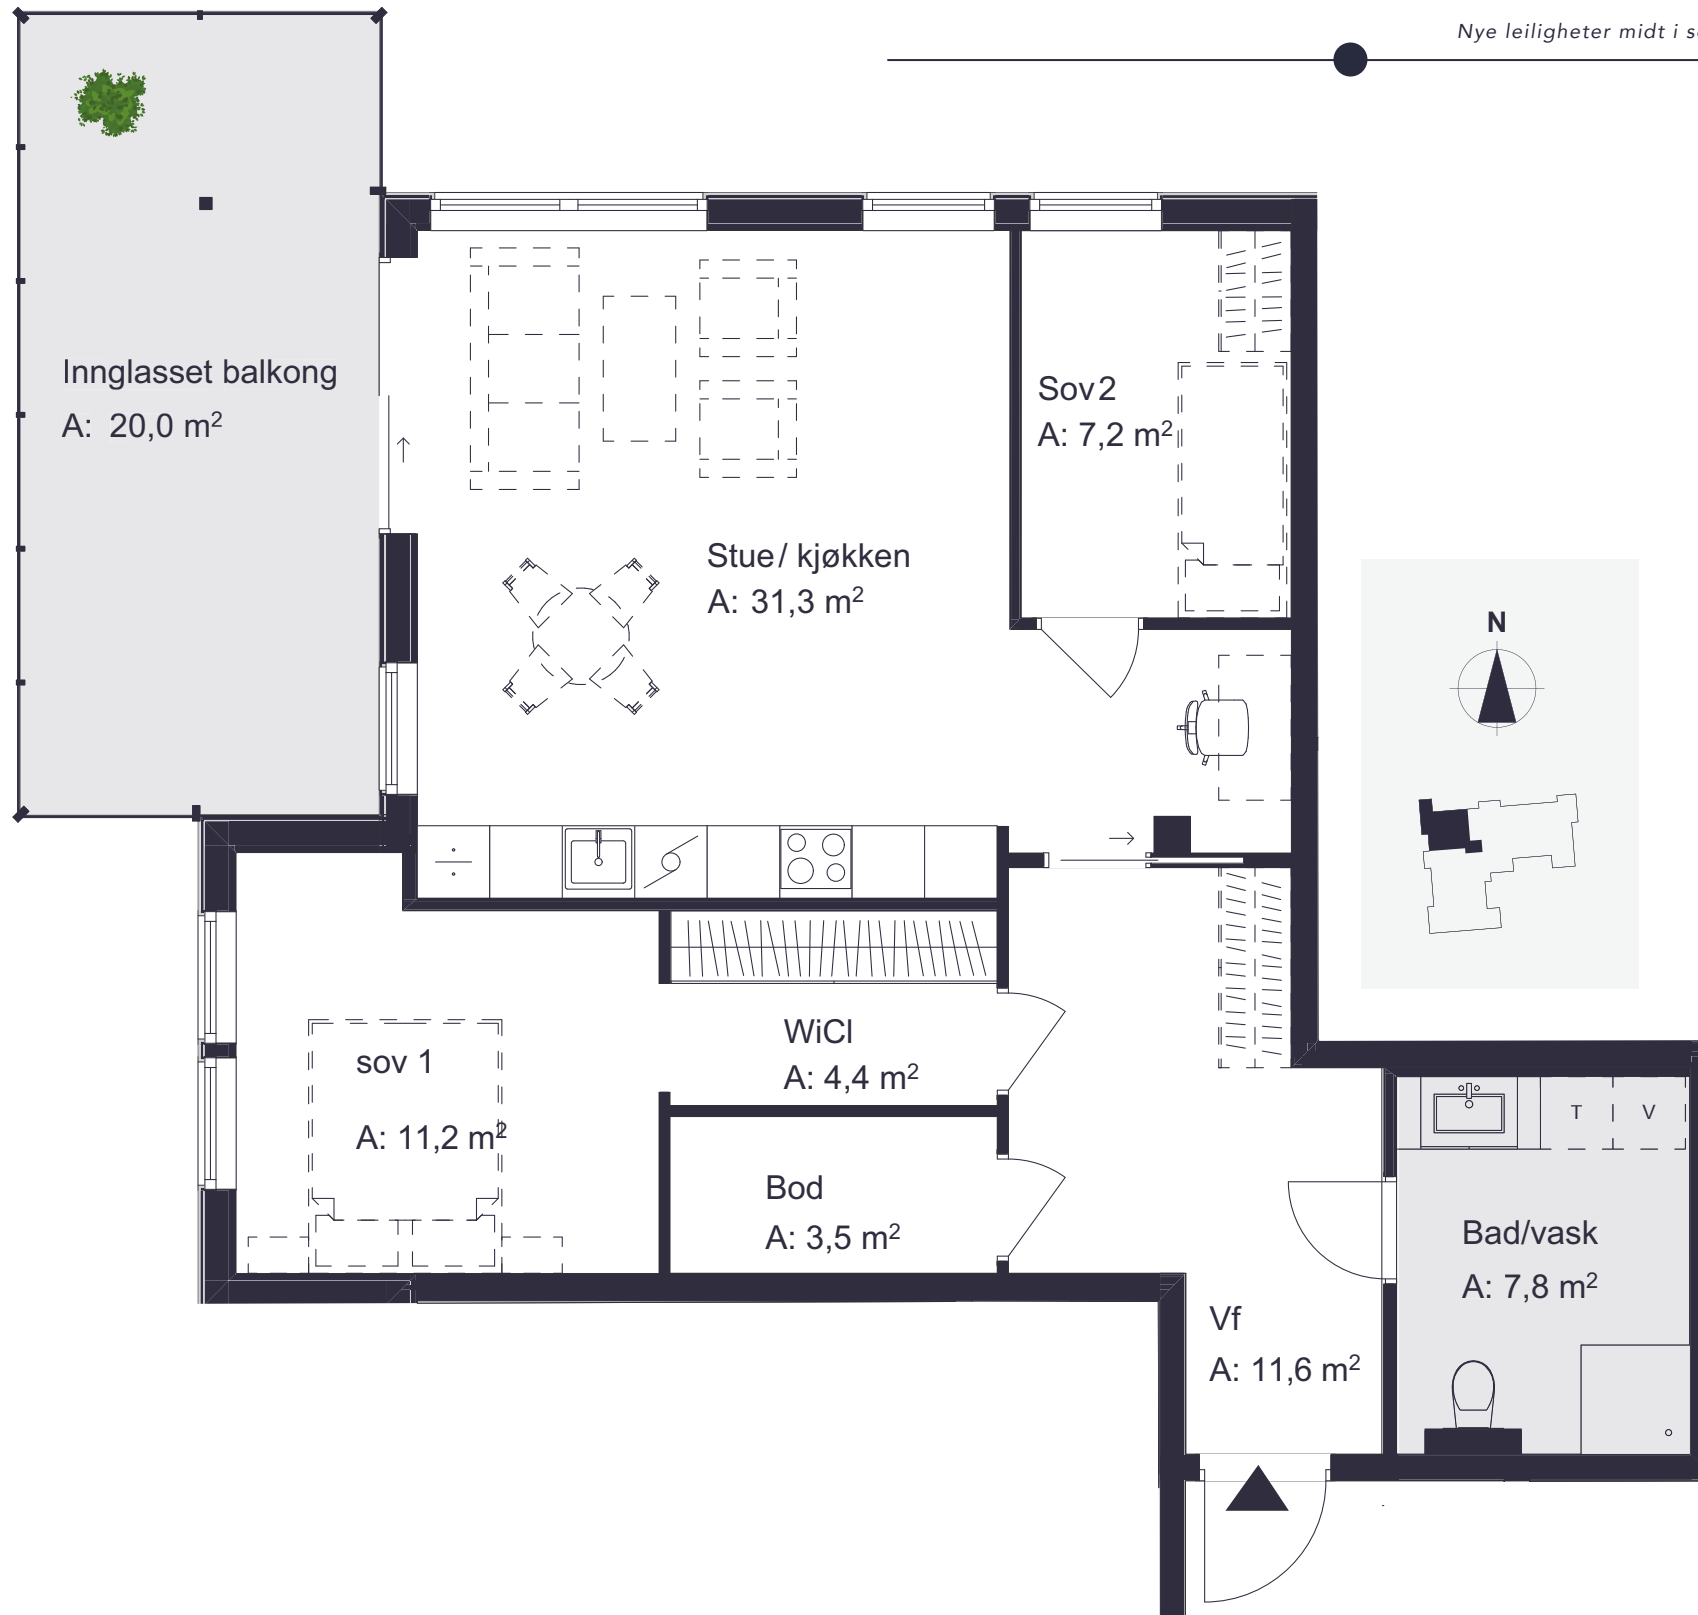 Nye leiligheter midt i
Innglasset balkong
A: 20,0 m²
Sov2
A: 7,2 m²
Stue/ kjøkken
A: 31,3 m²
N
WiCl
A: 4,4 m²
sov 1
A: 11,2 m²
Bod
A: 3,5 m²
T
V
Bad/vask
A: 7,8 m²
Vf
A: 11,6 m²